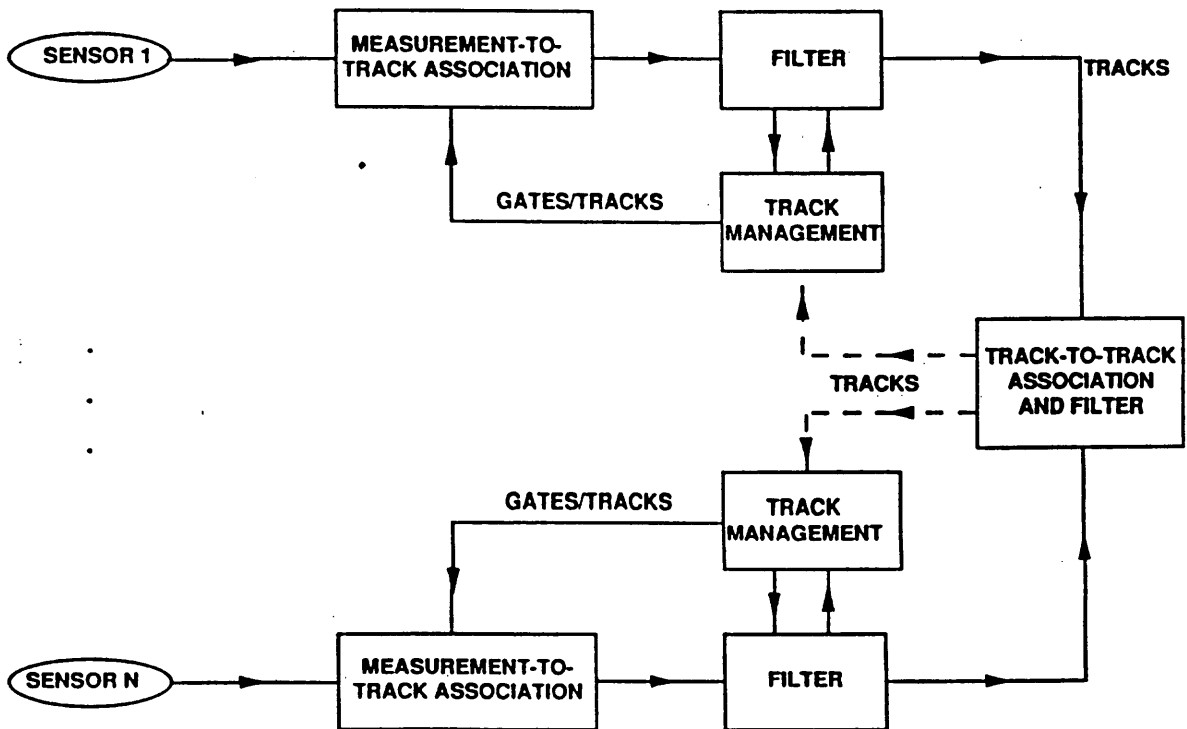 SENSOR 1
MEASUREMENT-TO-
TRACK ASSOCIATION
FILTER
TRACKS
GATES/TRACKS
TRACK
MANAGEMENT
TRACK-TO-TRACK
ASSOCIATION
AND FILTER
TRACKS
GATES/TRACKS
TRACK
MANAGEMENT
SENSOR N
MEASUREMENT-TO-
TRACK ASSOCIATION
FILTER